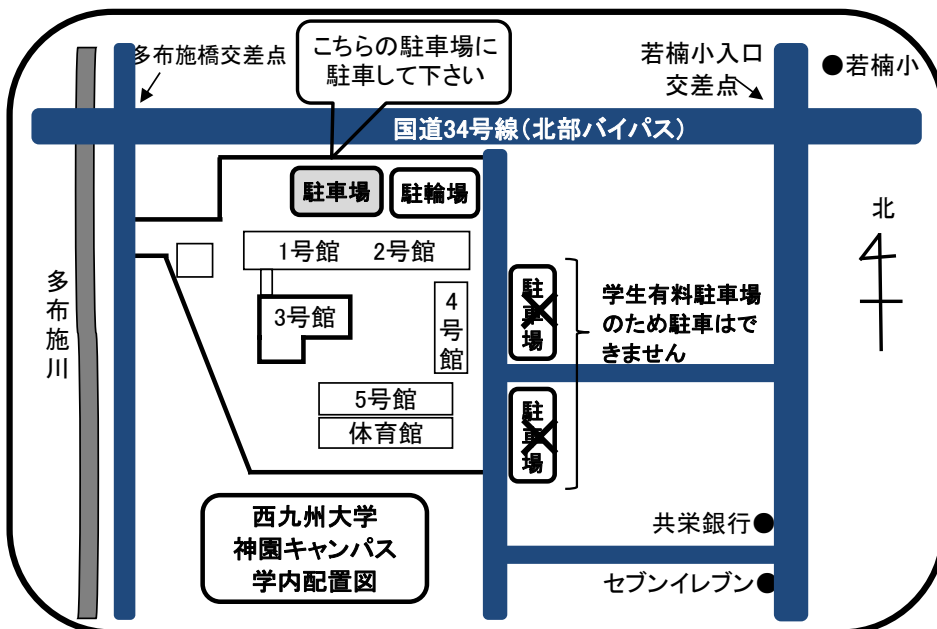 多布施橋交差点
こちらの駐車場に
駐車して下さい
若楠小入口
交差点
●若楠小
国道34号線(北部バイパス)
駐車場
駐輪場
北
1号館
2号館
3号館
4号館
駐車場
学生有料駐車場
のため駐車はで
きません
多布施川
5号館
体育館
駐車場
西九州大学
神園キャンパス
学内配置図
共栄銀行●
セブンイレブン●